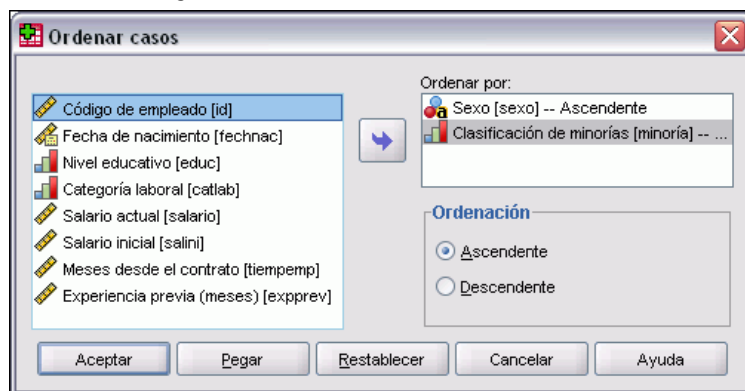 Ordenar casos
Código de empleado [id]
Fecha de nacimiento [fechnac]
Nivel educativo [educ]
Categoría laboral [catlab]
Salario actual [salario]
Salario inicial [salini]
Meses desde el contrato [tiempemp]
Experiencia previa (meses) [expprev]
Ordenar por:
Sexo [sexo] -- Ascendente
Clasificación de minorías [minoría] -- ...
Ordenación
Ascendente
Descendente
Aceptar
Pegar
Restablecer
Cancelar
Ayuda